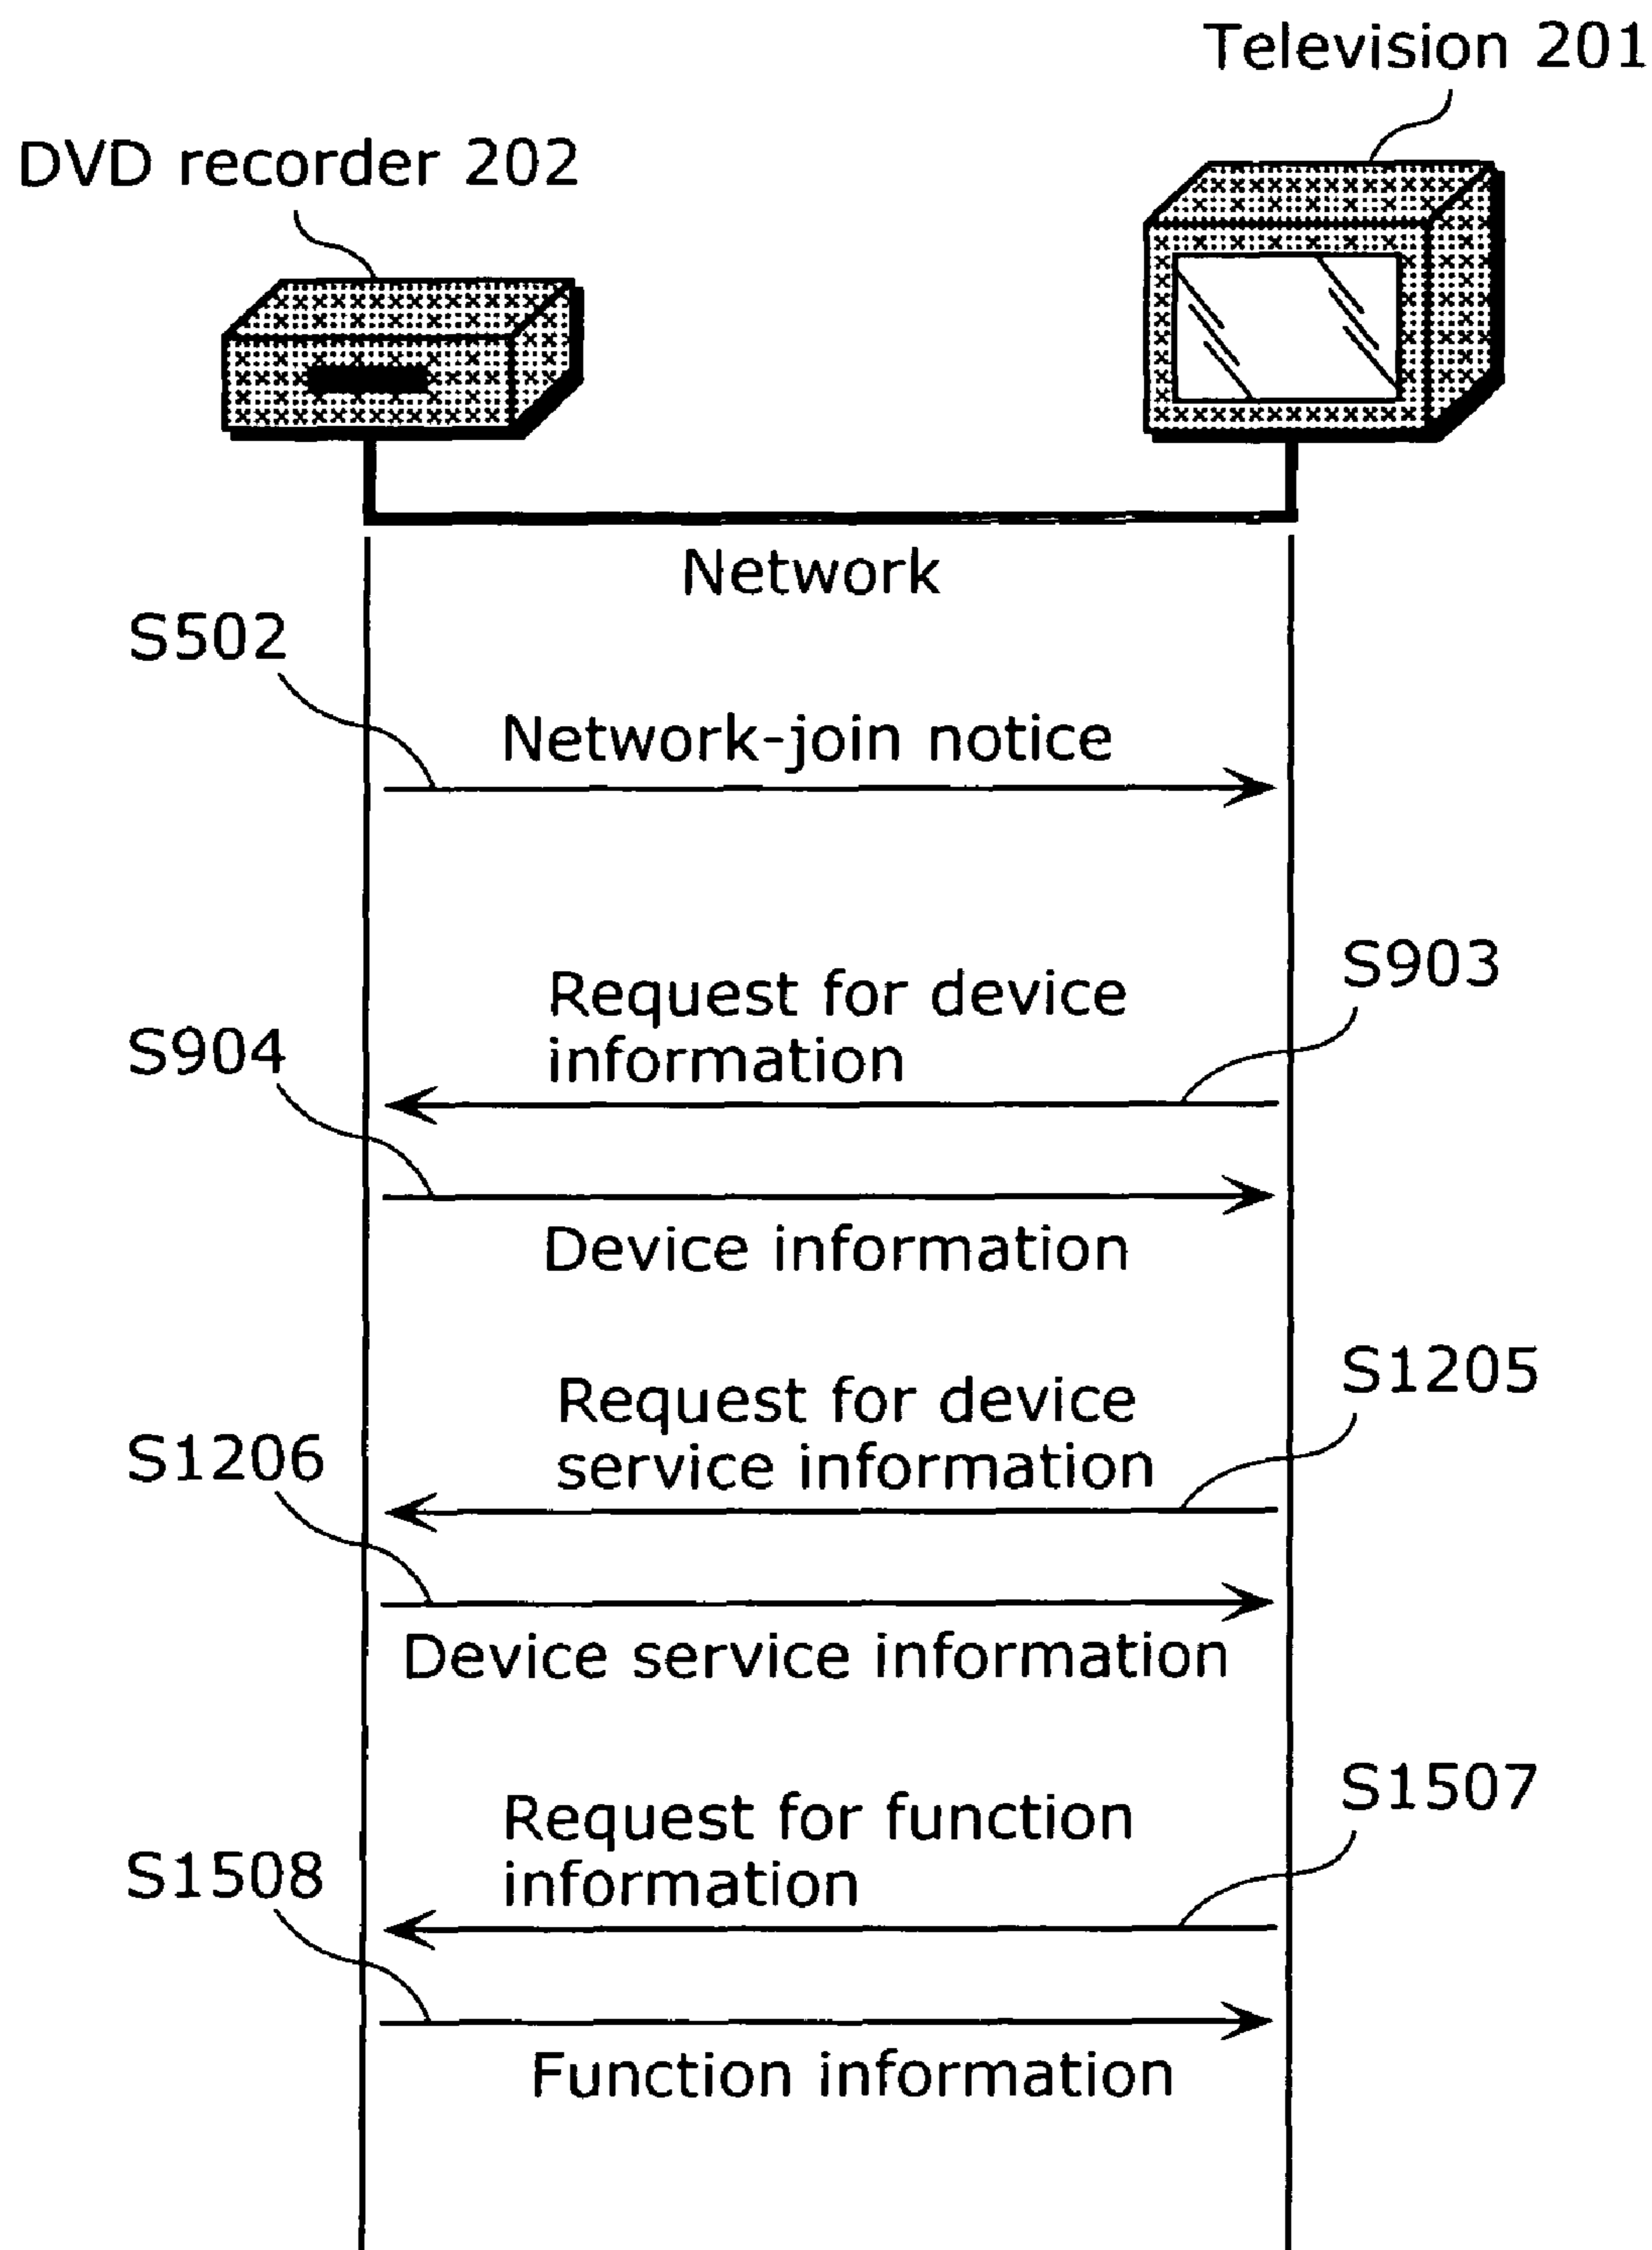 Television 201
DVD recorder 202
Network
S502
Network-join notice
S903
Request for device
information
S904
Device information
S1205
Request for device
service information
S1206
Device service information
S1507
Request for function
information
S1508
Function information